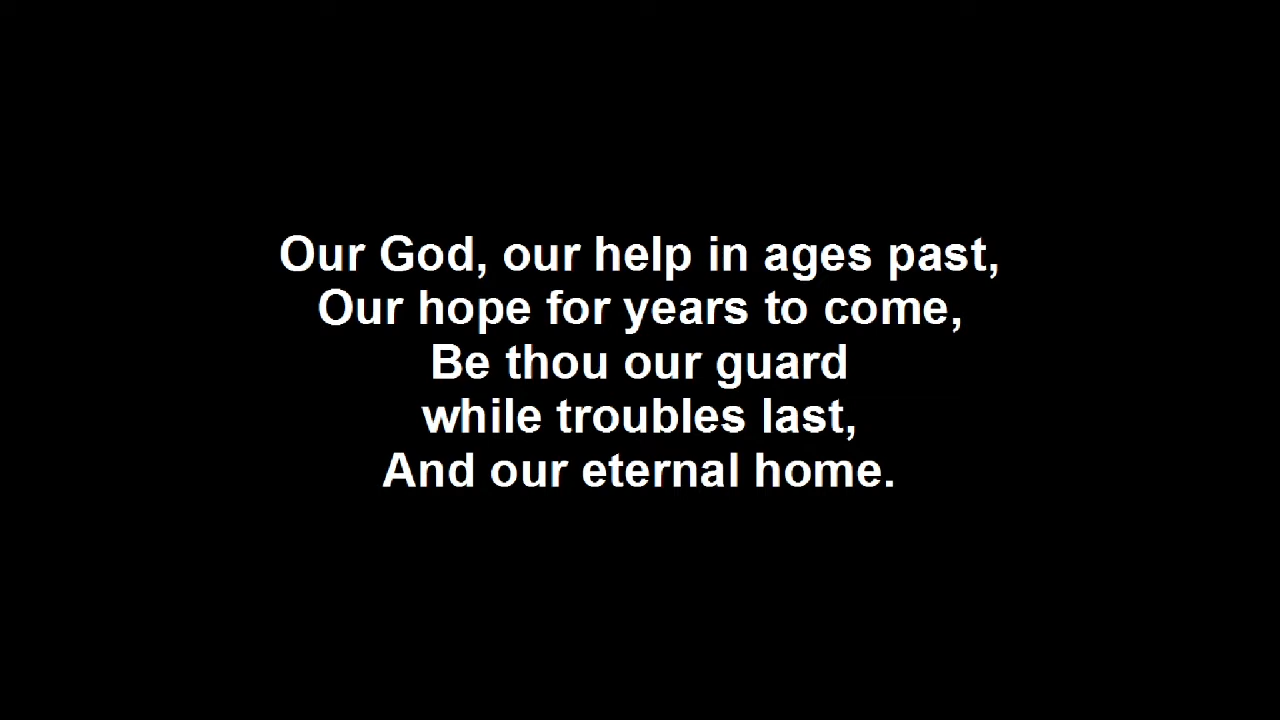 Our God, our help in ages past,
Our hope for years to come,
Be thou our guard
while troubles last,
And our eternal home.